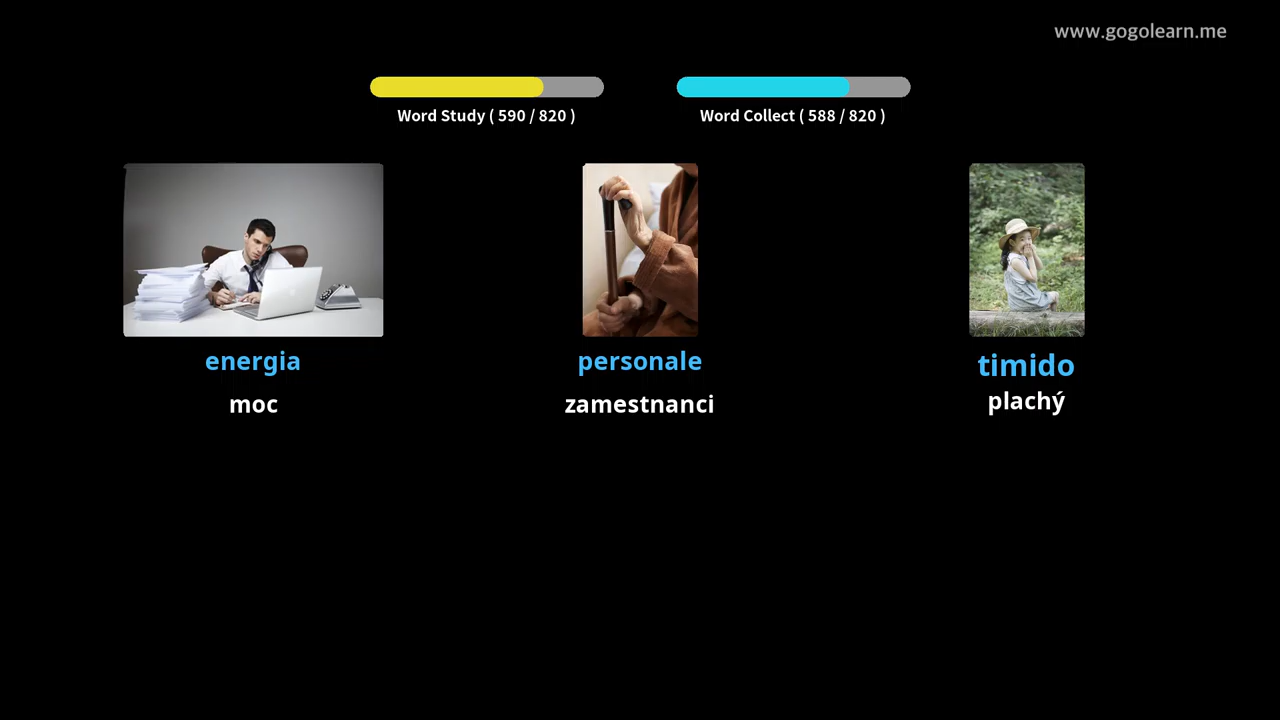 www.gogolearn.me
Word Study ( 590 / 820 )
Word Collect ( 588 / 820 )
energia
personale
timido
moc
zamestnanci
plachý